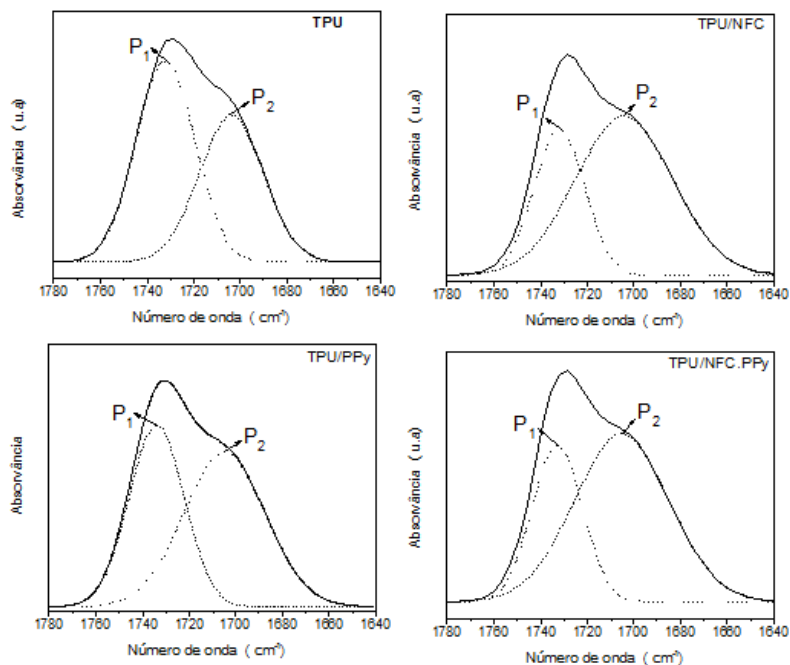 TPU
P1
P2
Absorvância ( u.a)
1780 1760 1740 1720 1700 1680 1660 1640
Número de onda ( cm⁻¹)
TPU/NFC
P1
P2
Absorvância ( u.a)
1780 1760 1740 1720 1700 1680 1660 1640
Número de onda ( cm⁻¹)
TPU/PPy
P1
P2
Absorvância
1780 1760 1740 1720 1700 1680 1660 1640
Número de onda ( cm⁻¹)
TPU/NFC.PPy
P1
P2
Absorvância ( u.a)
1780 1760 1740 1720 1700 1680 1660 1640
Número de onda ( cm⁻¹)